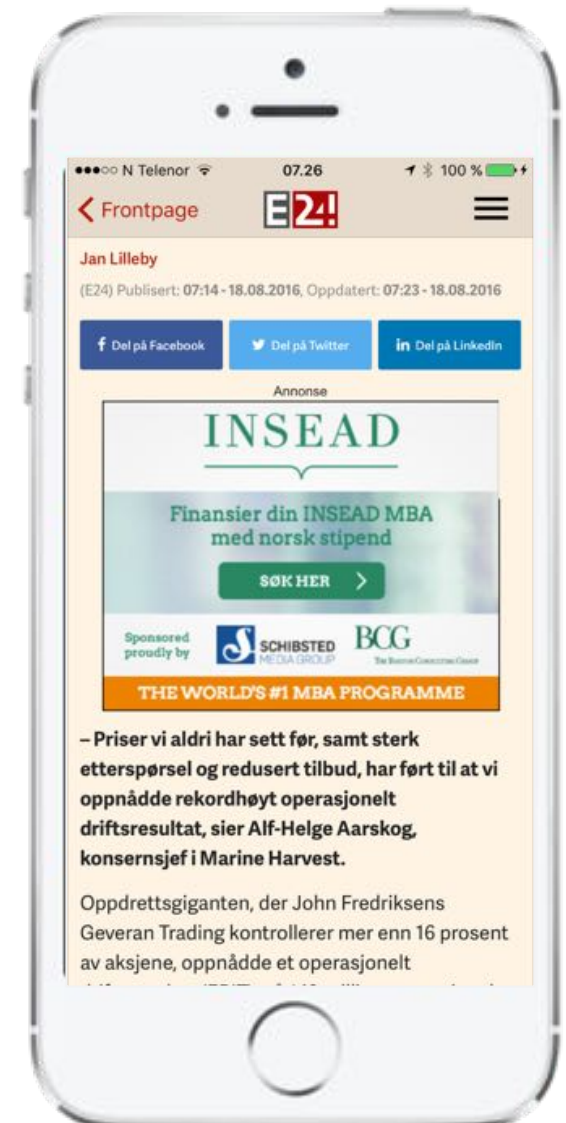 N Telenor 07.26 100 %
Frontpage E24!
Jan Lilleby
(E24) Publisert: 07:14 - 18.08.2016, Oppdatert: 07:23 - 18.08.2016
f Del på Facebook Del på Twitter in Del på LinkedIn
Annonse
INSEAD
Finansier din INSEAD MBA
med norsk stipend
SØK HER
Sponsored
proudly by
SCHIBSTED
MEDIA GROUP
BCG
The Boston Consulting Group
THE WORLD'S #1 MBA PROGRAMME
– Priser vi aldri har sett før, samt sterk
etterspørsel og redusert tilbud, har ført til at vi
oppnådde rekordhøyt operasjonelt
driftsresultat, sier Alf-Helge Aarskog,
konsernsjef i Marine Harvest.
Oppdrettsgiganten, der John Fredriksens
Geveran Trading kontrollerer mer enn 16 prosent
av aksjene, oppnådde et operasjonelt